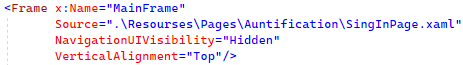 <Frame x:Name="MainFrame"
Source=".\Resourses\Pages\Auntification\SingInPage.xaml"
NavigationUIVisibility="Hidden"
VerticalAlignment="Top"/>